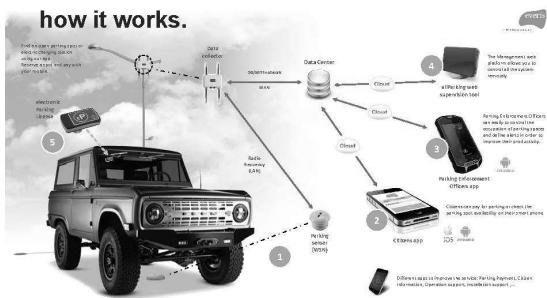 how it works.
Find an open parking spot or
electric charging station
using our app.
Reserve a spot and pay with
your mobile.
electronic
Parking
License
5
Data
collector
3G/Ethernet
WAN
Data Center
Radio
frequency
(LAN)
1
Parking
sensor
(WSN)
Cloud
Cloud
Cloud
4
Parking web
supervision tool
The Management web
platform allows you to
control all the system
remotely
3
Parking Enforcement
Officers app
Parking Enforcement Officers
can easily to control the
occupation of parking spaces
and define alerts in order to
improve their productivity.
2
Citizens app
Citizens can pay for parking or check the
parking spot availability on their smart phone.
iOS
Different apps to improve the service: Parking Payment, Citizen
information, Operation support, installation support, ...